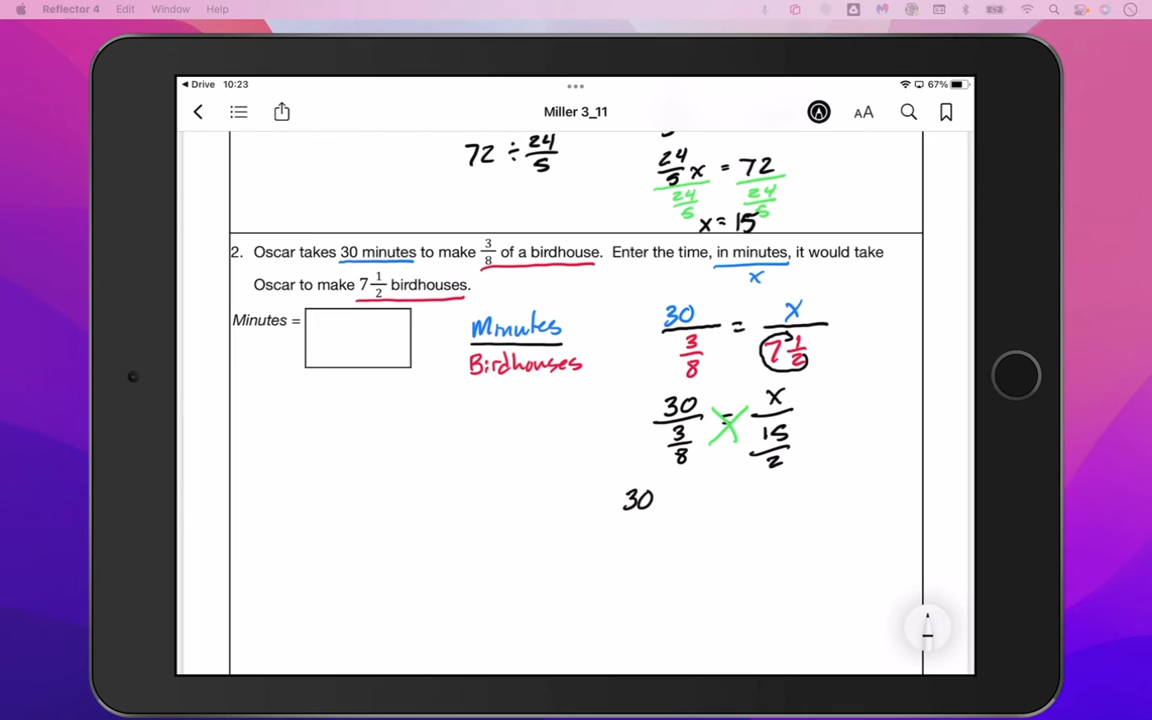 Reflector 4 Edit Window Help
Drive 10:23 67%
Miller 3_11 AA
72 ÷ 24/5
24/5 x = 72
24/5 24/5
x = 15
2. Oscar takes 30 minutes to make 3/8 of a birdhouse. Enter the time, in minutes, it would take
x
Oscar to make 7 1/2 birdhouses.
Minutes =
Minutes
Birdhouses
30 / 3/8 = x / 7 1/2
30 / 3/8 = x / 15/2
30